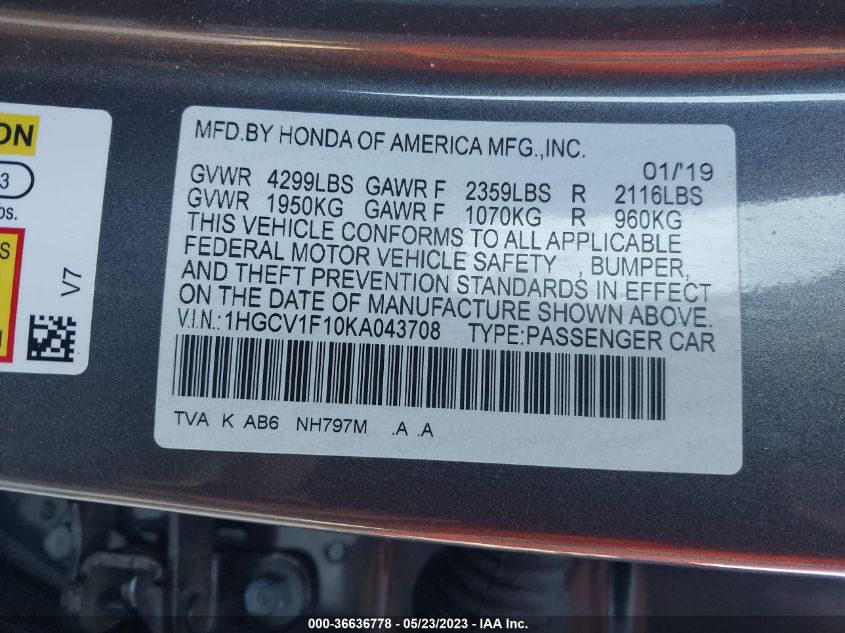 ON
3
bs.
S
V7
MFD.BY HONDA OF AMERICA MFG.,INC.
01/'19
GVWR 4299LBS GAWR F 2359LBS R 2116LBS
GVWR 1950KG GAWR F 1070KG R 960KG
THIS VEHICLE CONFORMS TO ALL APPLICABLE
FEDERAL MOTOR VEHICLE SAFETY , BUMPER,
AND THEFT PREVENTION STANDARDS IN EFFECT
ON THE DATE OF MANUFACTURE SHOWN ABOVE.
V.I.N.:1HGCV1F10KA043708 TYPE:PASSENGER CAR
TVA K AB6 NH797M .A .A
000-36636778 — 05/23/2023 — IAA Inc.